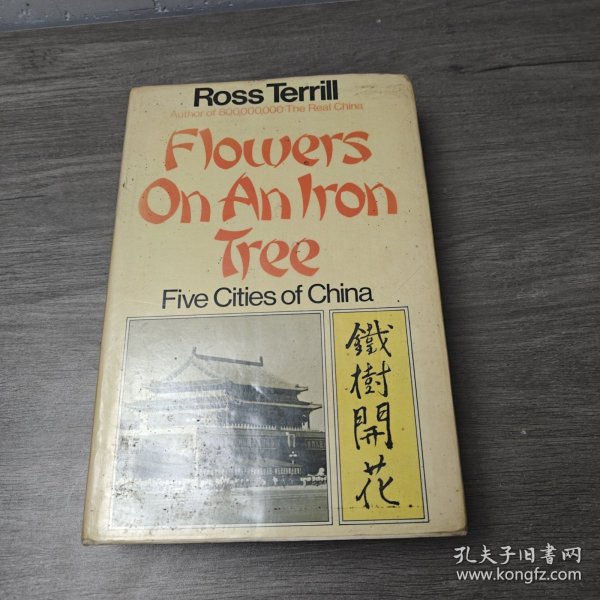 Ross Terrill
Author of 800,000,000: The Real China
Flowers
On An Iron
Tree
Five Cities of China
鐵樹開花
孔夫子旧書网
www.kongfz.com